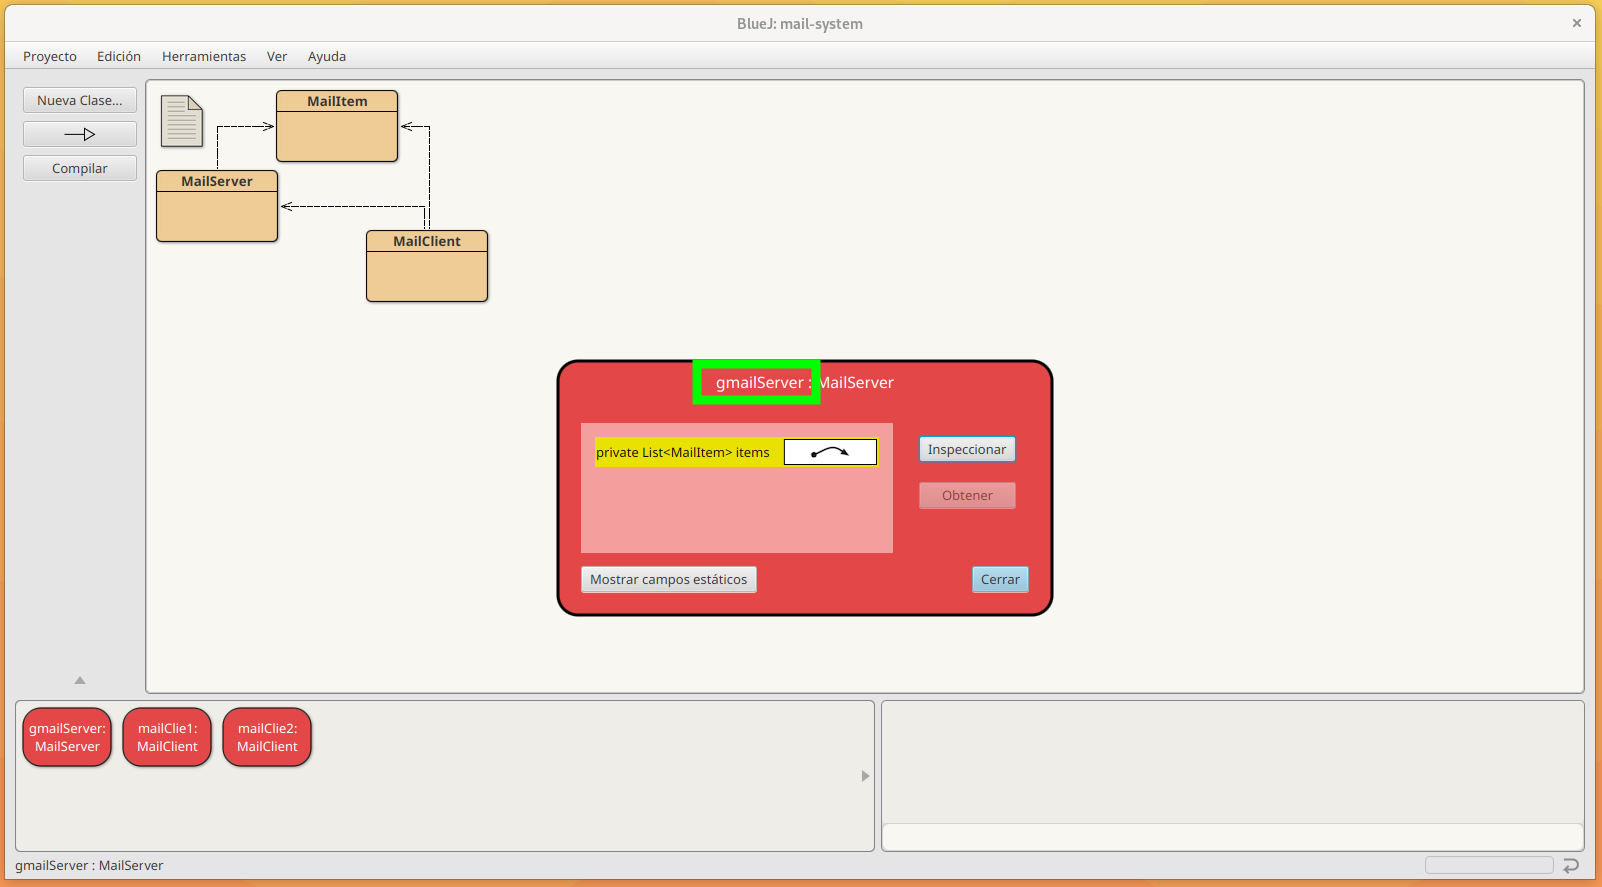 BlueJ: mail-system
Proyecto Edición Herramientas Ver Ayuda
Nueva Clase...
Compilar
MailItem
MailServer
MailClient
gmailServer : MailServer
private List<MailItem> items
Inspeccionar
Obtener
Mostrar campos estáticos
Cerrar
gmailServer:
MailServer
mailClie1:
MailClient
mailClie2:
MailClient
gmailServer : MailServer